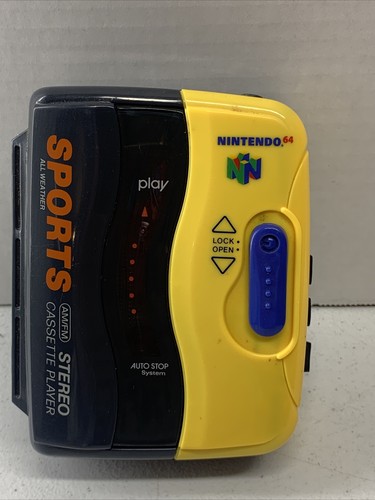 SPORTS
ALL WEATHER
AM/FM STEREO
CASSETTE PLAYER
play
AUTO STOP
System
NINTENDO 64
N
LOCK
OPEN